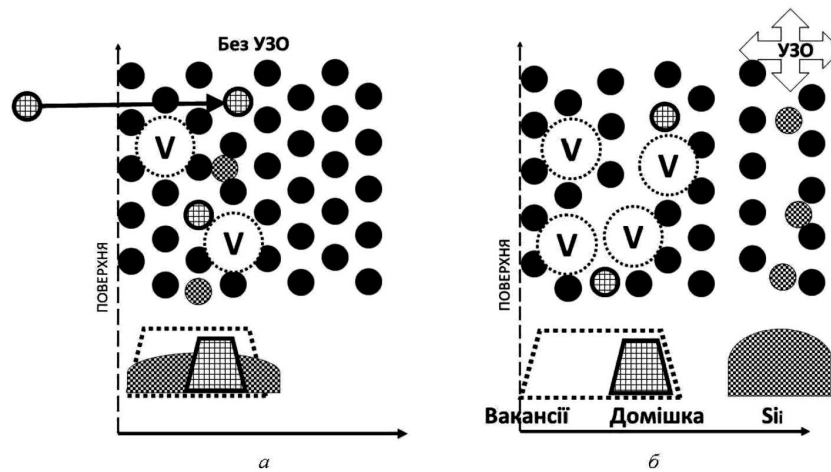 Без УЗО
V
V
ПОВЕРХНЯ
а
УЗО
V
V
V
V
ПОВЕРХНЯ
Вакансії Домішка Siᵢ
б